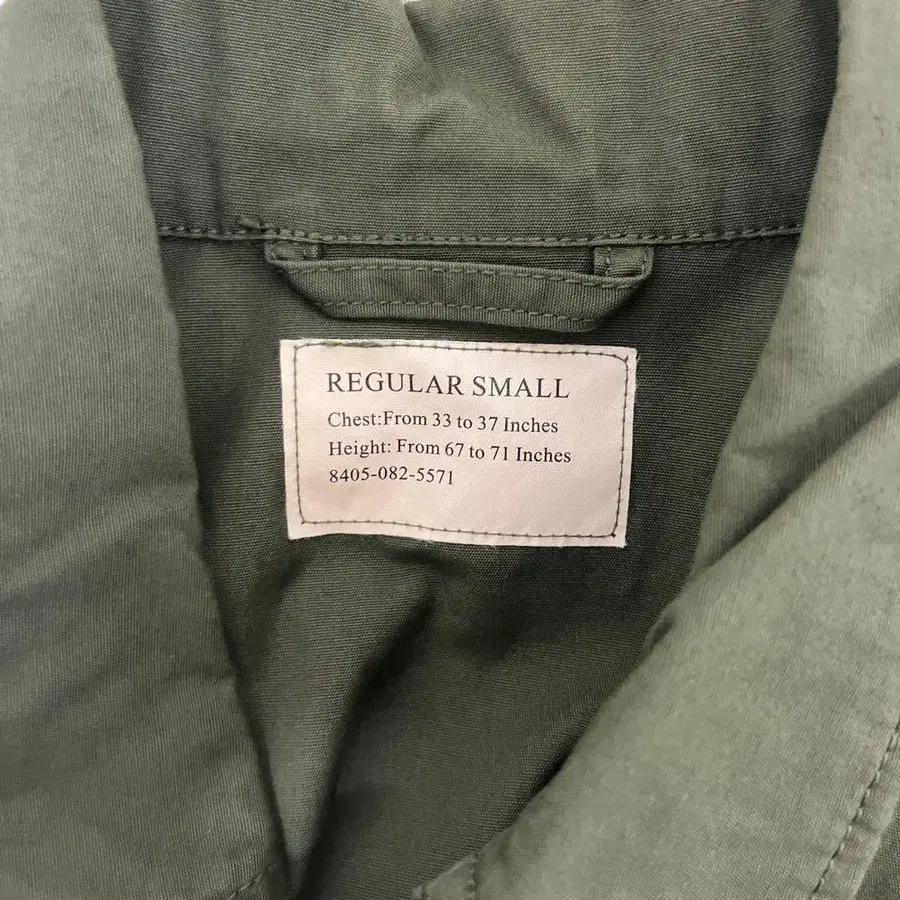 REGULAR SMALL
Chest:From 33 to 37 Inches
Height: From 67 to 71 Inches
8405-082-5571